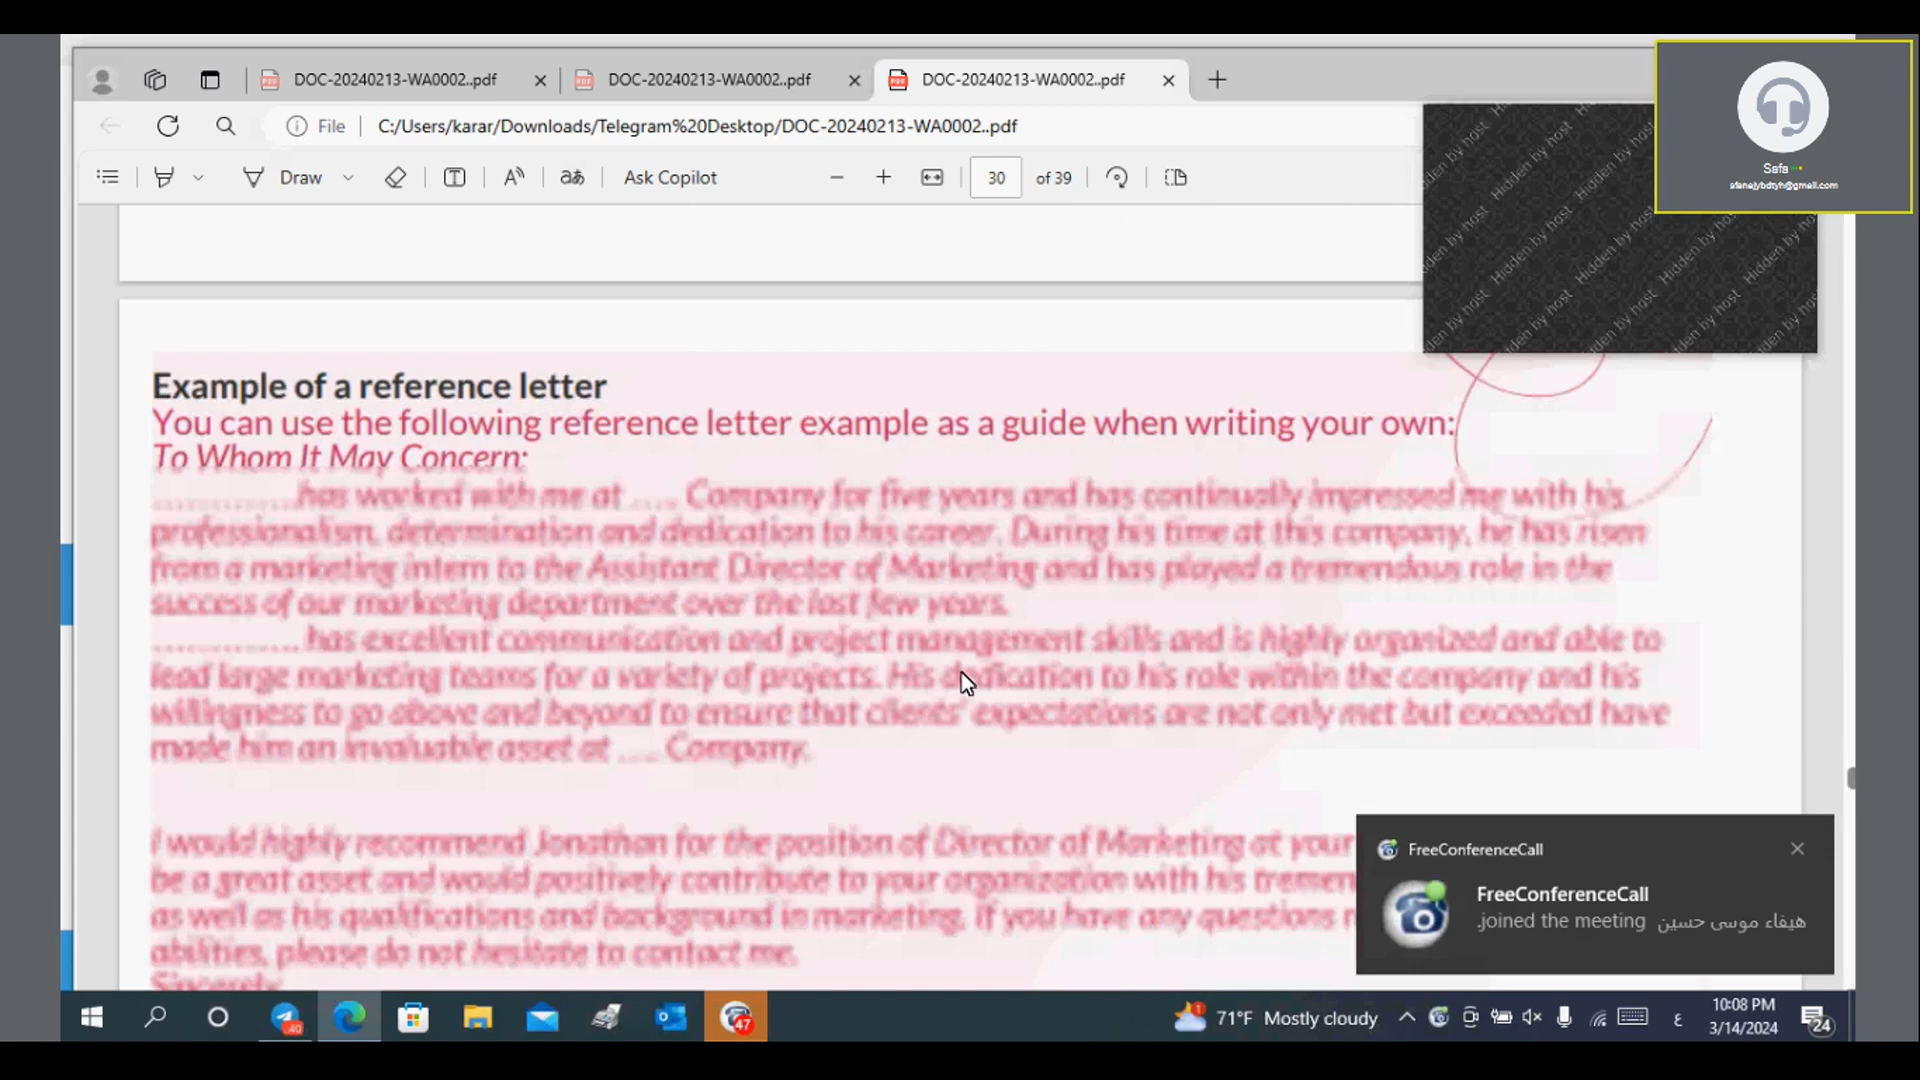 DOC-20240213-WA0002..pdf
DOC-20240213-WA0002..pdf
DOC-20240213-WA0002..pdf
File
C:/Users/karar/Downloads/Telegram%20Desktop/DOC-20240213-WA0002..pdf
Draw
aあ
Ask Copilot
30
of 39
Safa
Hidden by host
Example of a reference letter
You can use the following reference letter example as a guide when writing your own:
To Whom It May Concern:
...............has worked with me at ..... Company for five years and has continually impressed me with his
professionalism, determination and dedication to his career. During his time at this company, he has risen
from a marketing intern to the Assistant Director of Marketing and has played a tremendous role in the
success of our marketing department over the last few years.
............... has excellent communication and project management skills and is highly organized and able to
lead large marketing teams for a variety of projects. His dedication to his role within the company and his
willingness to go above and beyond to ensure that clients' expectations are not only met but exceeded have
made him an invaluable asset at ..... Company.
I would highly recommend Jonathan for the position of Director of Marketing at your
be a great asset and would positively contribute to your organization with his tremen
as well as his qualifications and background in marketing. If you have any questions r
abilities, please do not hesitate to contact me.
Sincerely
FreeConferenceCall
FreeConferenceCall
.joined the meeting هيفاء موسى حسين
40
47
71°F Mostly cloudy
ع
10:08 PM
3/14/2024
24